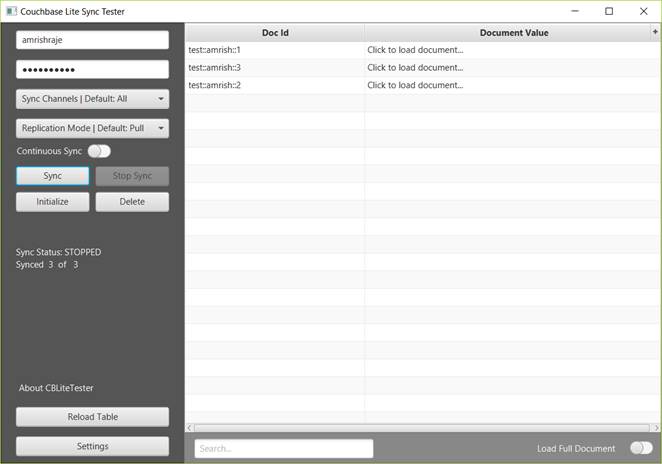 Couchbase Lite Sync Tester
amrishraje
●●●●●●●●●●
Sync Channels | Default: All
Replication Mode | Default: Pull
Continuous Sync
Sync
Stop Sync
Initialize
Delete
Sync Status: STOPPED
Synced 3 of 3
About CBLiteTester
Reload Table
Settings
Doc Id
Document Value
+
test::amrish::1
Click to load document...
test::amrish::3
Click to load document...
test::amrish::2
Click to load document...
Search...
Load Full Document